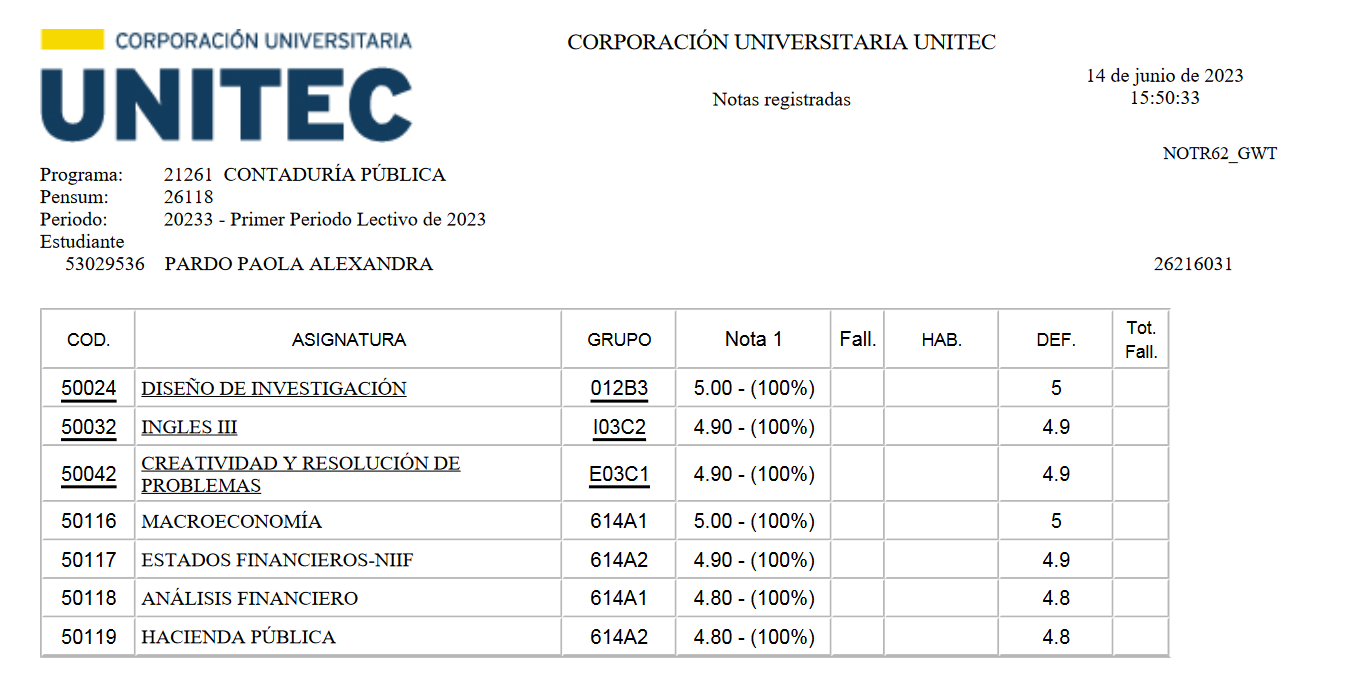 CORPORACIÓN UNIVERSITARIA
UNITEC
CORPORACIÓN UNIVERSITARIA UNITEC
14 de junio de 2023
Notas registradas
15:50:33
NOTR62_GWT
Programa: 21261 CONTADURÍA PÚBLICA
Pensum: 26118
Periodo: 20233 - Primer Periodo Lectivo de 2023
Estudiante
53029536 PARDO PAOLA ALEXANDRA 26216031
COD. ASIGNATURA GRUPO Nota 1 Fall. HAB. DEF. Tot. Fall.
50024 DISEÑO DE INVESTIGACIÓN 012B3 5.00 - (100%) 5
50032 INGLES III I03C2 4.90 - (100%) 4.9
50042 CREATIVIDAD Y RESOLUCIÓN DE PROBLEMAS E03C1 4.90 - (100%) 4.9
50116 MACROECONOMÍA 614A1 5.00 - (100%) 5
50117 ESTADOS FINANCIEROS-NIIF 614A2 4.90 - (100%) 4.9
50118 ANÁLISIS FINANCIERO 614A1 4.80 - (100%) 4.8
50119 HACIENDA PÚBLICA 614A2 4.80 - (100%) 4.8